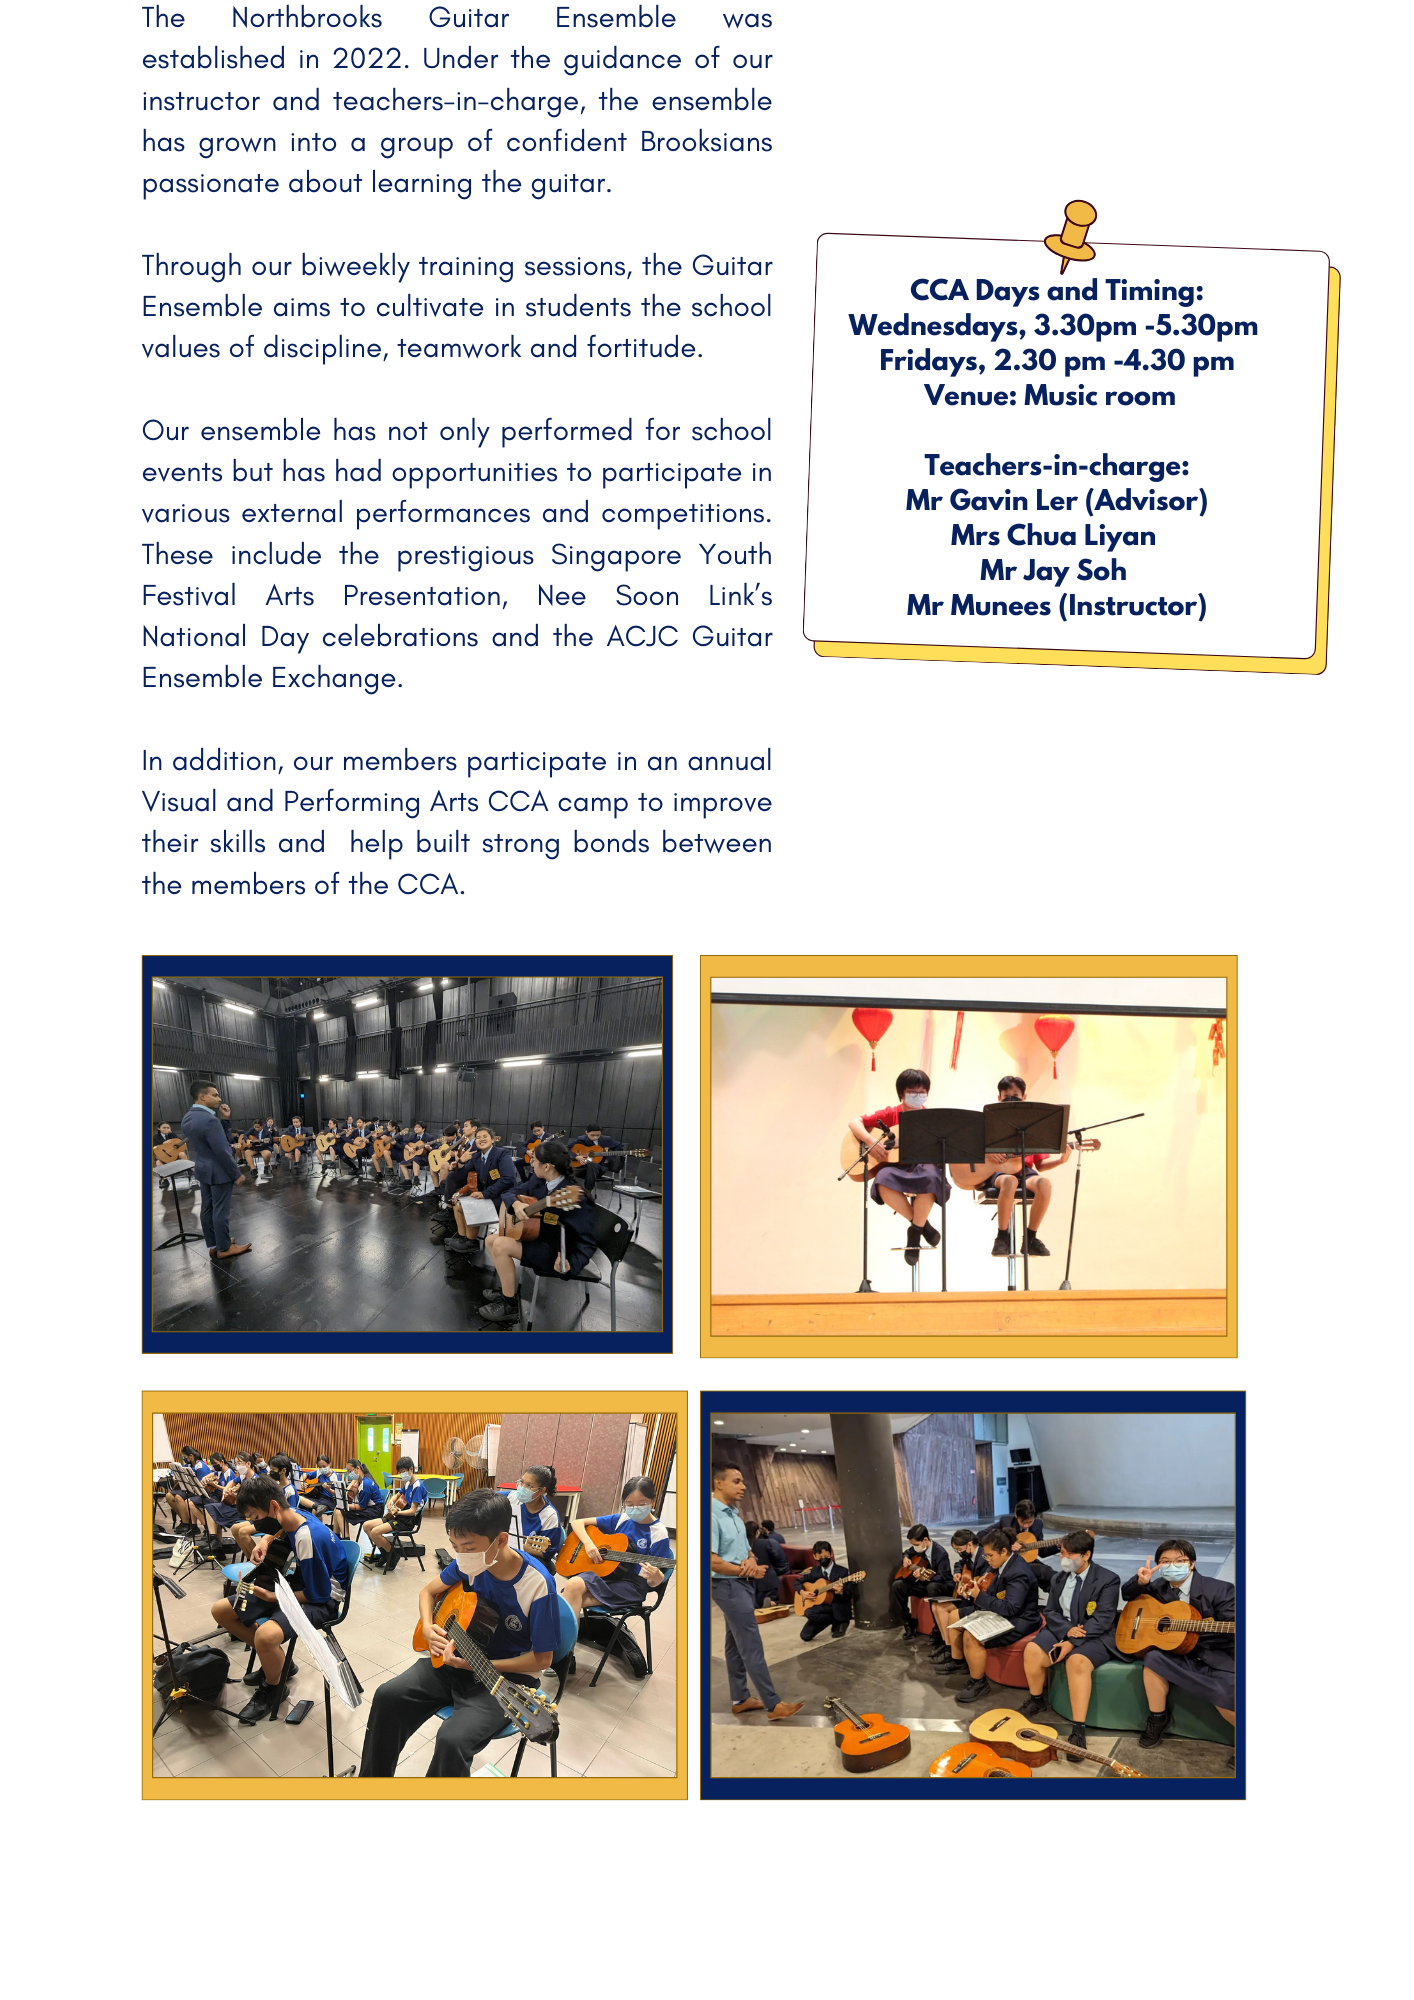 The Northbrooks Guitar Ensemble was
established in 2022. Under the guidance of our
instructor and teachers-in-charge, the ensemble
has grown into a group of confident Brooksians
passionate about learning the guitar.
Through our biweekly training sessions, the Guitar
Ensemble aims to cultivate in students the school
values of discipline, teamwork and fortitude.
Our ensemble has not only performed for school
events but has had opportunities to participate in
various external performances and competitions.
These include the prestigious Singapore Youth
Festival Arts Presentation, Nee Soon Link's
National Day celebrations and the ACJC Guitar
Ensemble Exchange.
In addition, our members participate in an annual
Visual and Performing Arts CCA camp to improve
their skills and  help built strong bonds between
the members of the CCA.
CCA Days and Timing:
Wednesdays, 3.30pm -5.30pm
Fridays, 2.30 pm -4.30 pm
Venue: Music room
Teachers-in-charge:
Mr Gavin Ler (Advisor)
Mrs Chua Liyan
Mr Jay Soh
Mr Munees (Instructor)